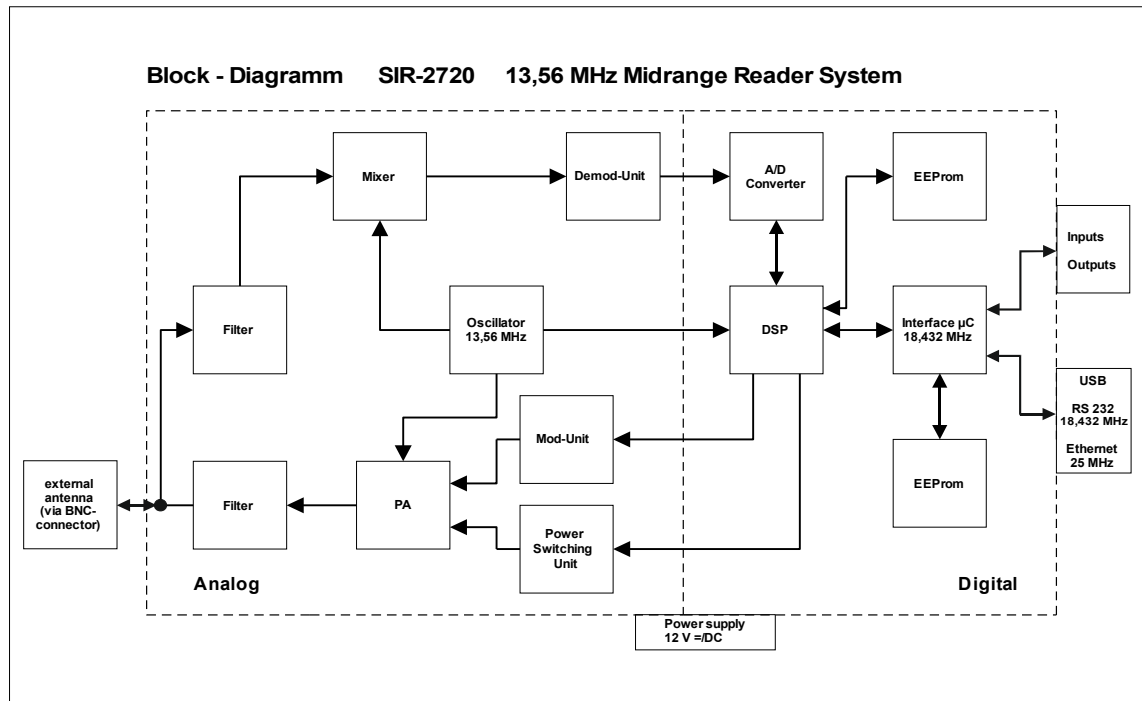 Block - Diagramm SIR-2720 13,56 MHz Midrange Reader System
Mixer
Demod-Unit
A/D
Converter
EEProm
Inputs
Outputs
Filter
Oscillator
13,56 MHz
DSP
Interface µC
18,432 MHz
USB
RS 232
18,432 MHz
Ethernet
25 MHz
Mod-Unit
external
antenna
(via BNC-
connector)
Filter
PA
EEProm
Power
Switching
Unit
Analog
Digital
Power supply
12 V =/DC